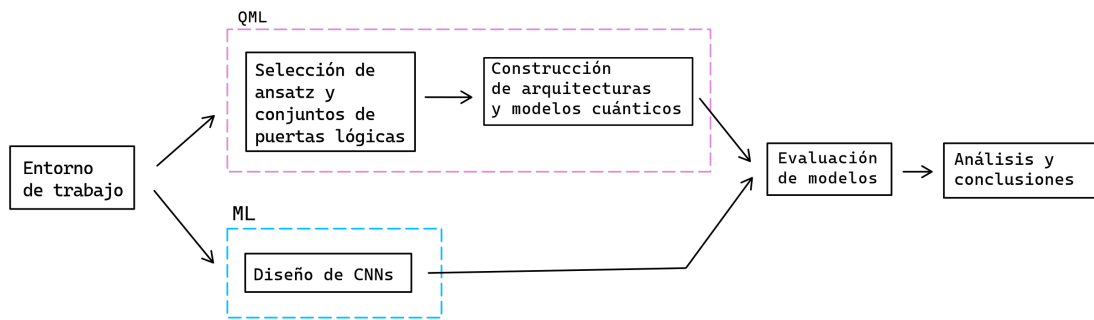 QML
Selección de
ansatz y
conjuntos de
puertas lógicas
Construcción
de arquitecturas
y modelos cuánticos
Entorno
de trabajo
ML
Diseño de CNNs
Evaluación
de modelos
Análisis y
conclusiones